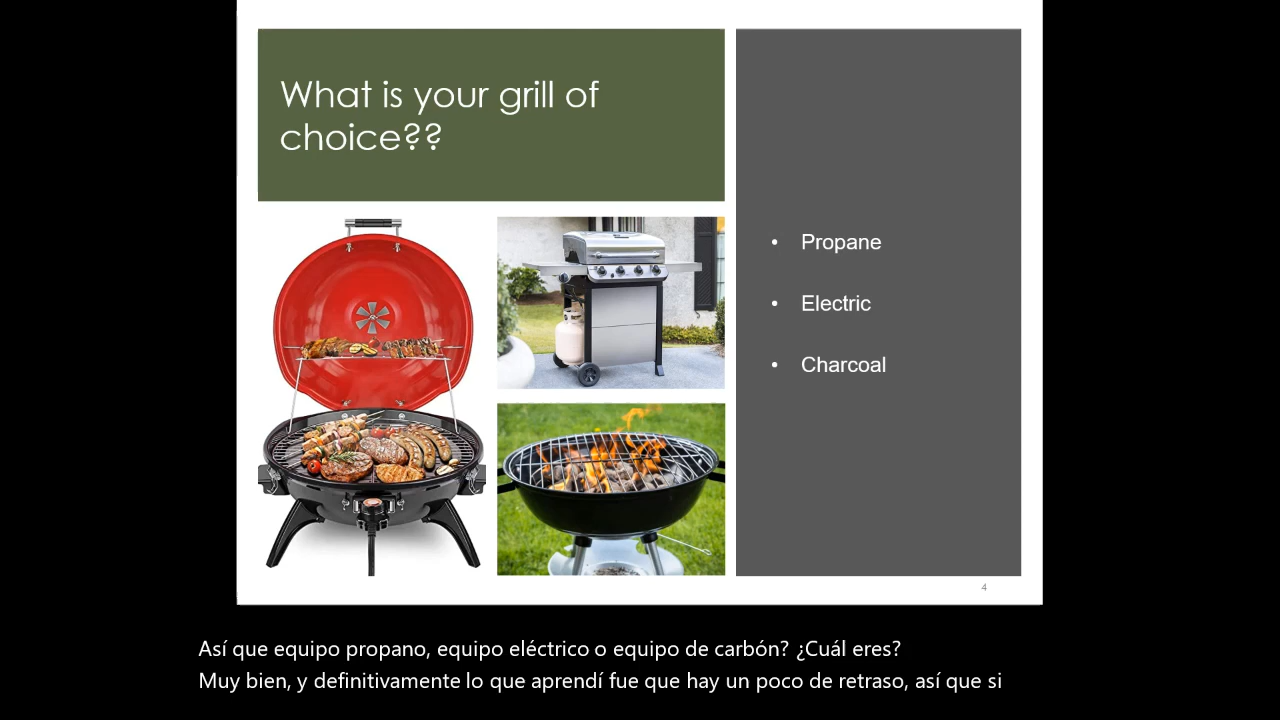 What is your grill of
choice??
• Propane
• Electric
• Charcoal
4
Así que equipo propano, equipo eléctrico o equipo de carbón? ¿Cuál eres?
Muy bien, y definitivamente lo que aprendí fue que hay un poco de retraso, así que si